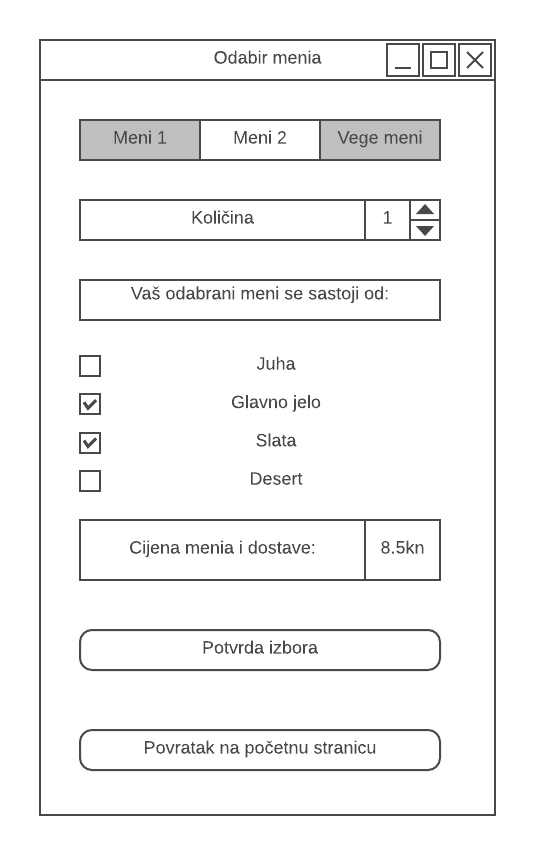 Odabir menia
Meni 1 Meni 2 Vege meni
Količina 1
Vaš odabrani meni se sastoji od:
Juha
Glavno jelo
Slata
Desert
Cijena menia i dostave: 8.5kn
Potvrda izbora
Povratak na početnu stranicu